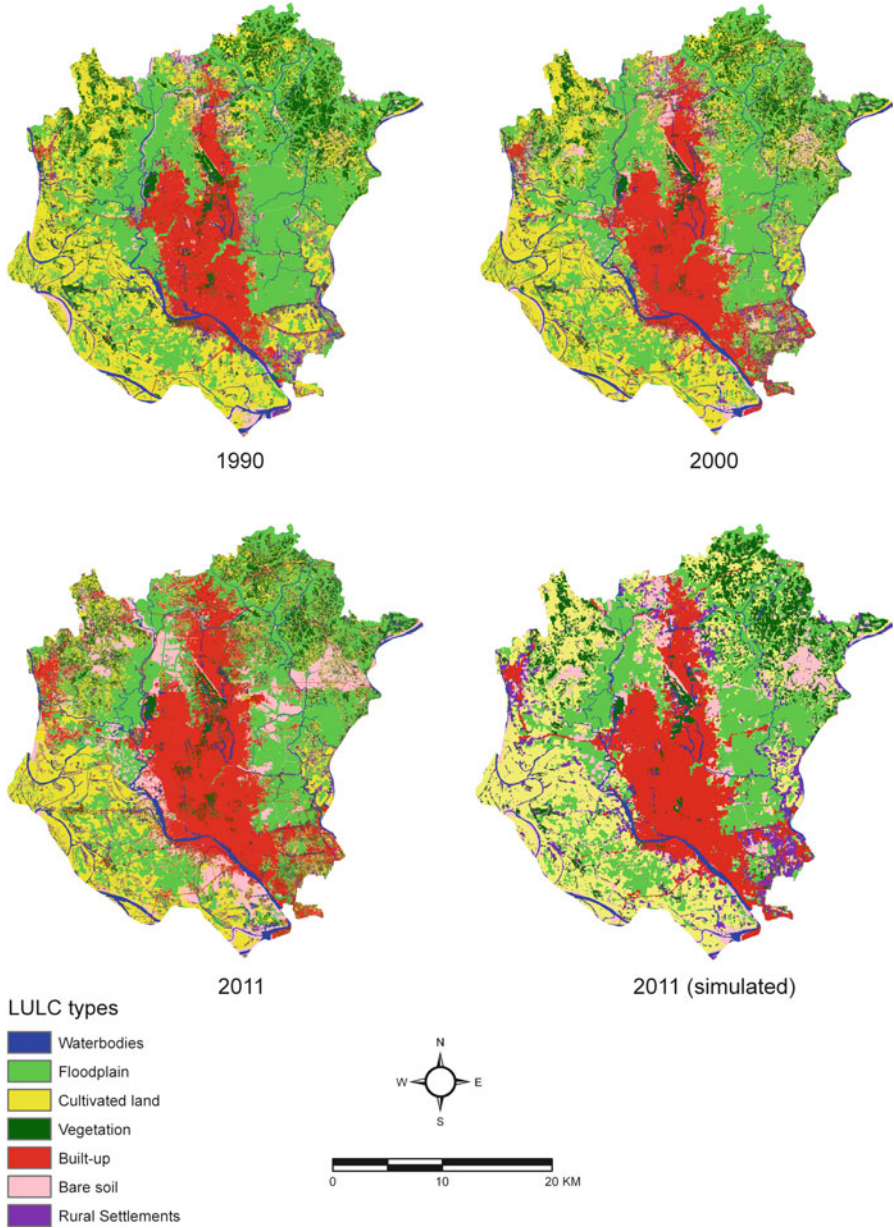 1990
2000
2011
2011 (simulated)
LULC types
Waterbodies
Floodplain
Cultivated land
Vegetation
Built-up
Bare soil
Rural Settlements
N
W
E
S
0
10
20 KM